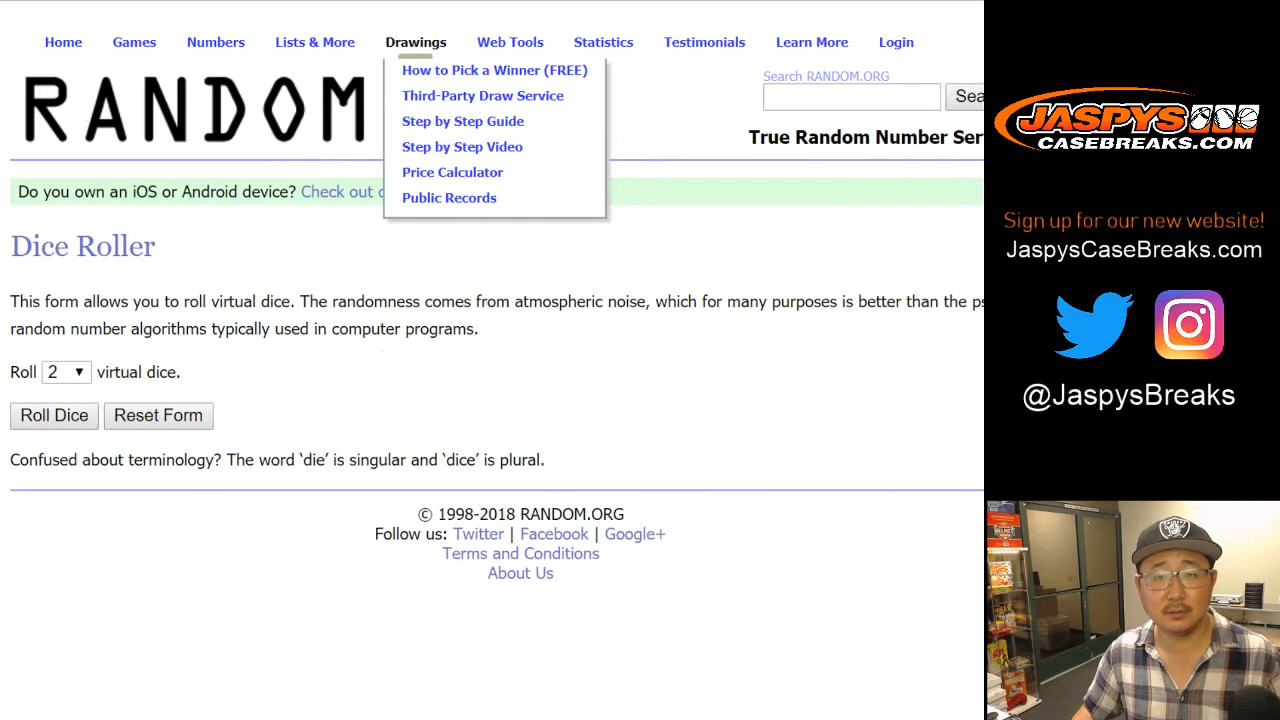 Home Games Numbers Lists & More Drawings Web Tools Statistics Testimonials Learn More Login
How to Pick a Winner (FREE)
Third-Party Draw Service
Step by Step Guide
Step by Step Video
Price Calculator
Public Records
RANDOM
Search RANDOM.ORG
Sea
True Random Number Ser
Do you own an iOS or Android device? Check out
Dice Roller
This form allows you to roll virtual dice. The randomness comes from atmospheric noise, which for many purposes is better than the ps
random number algorithms typically used in computer programs.
Roll 2 virtual dice.
Roll Dice Reset Form
Confused about terminology? The word ‘die’ is singular and ‘dice’ is plural.
© 1998-2018 RANDOM.ORG
Follow us: Twitter | Facebook | Google+
Terms and Conditions
About Us
JASPYS
CASEBREAKS.COM
Sign up for our new website!
JaspysCaseBreaks.com
@JaspysBreaks